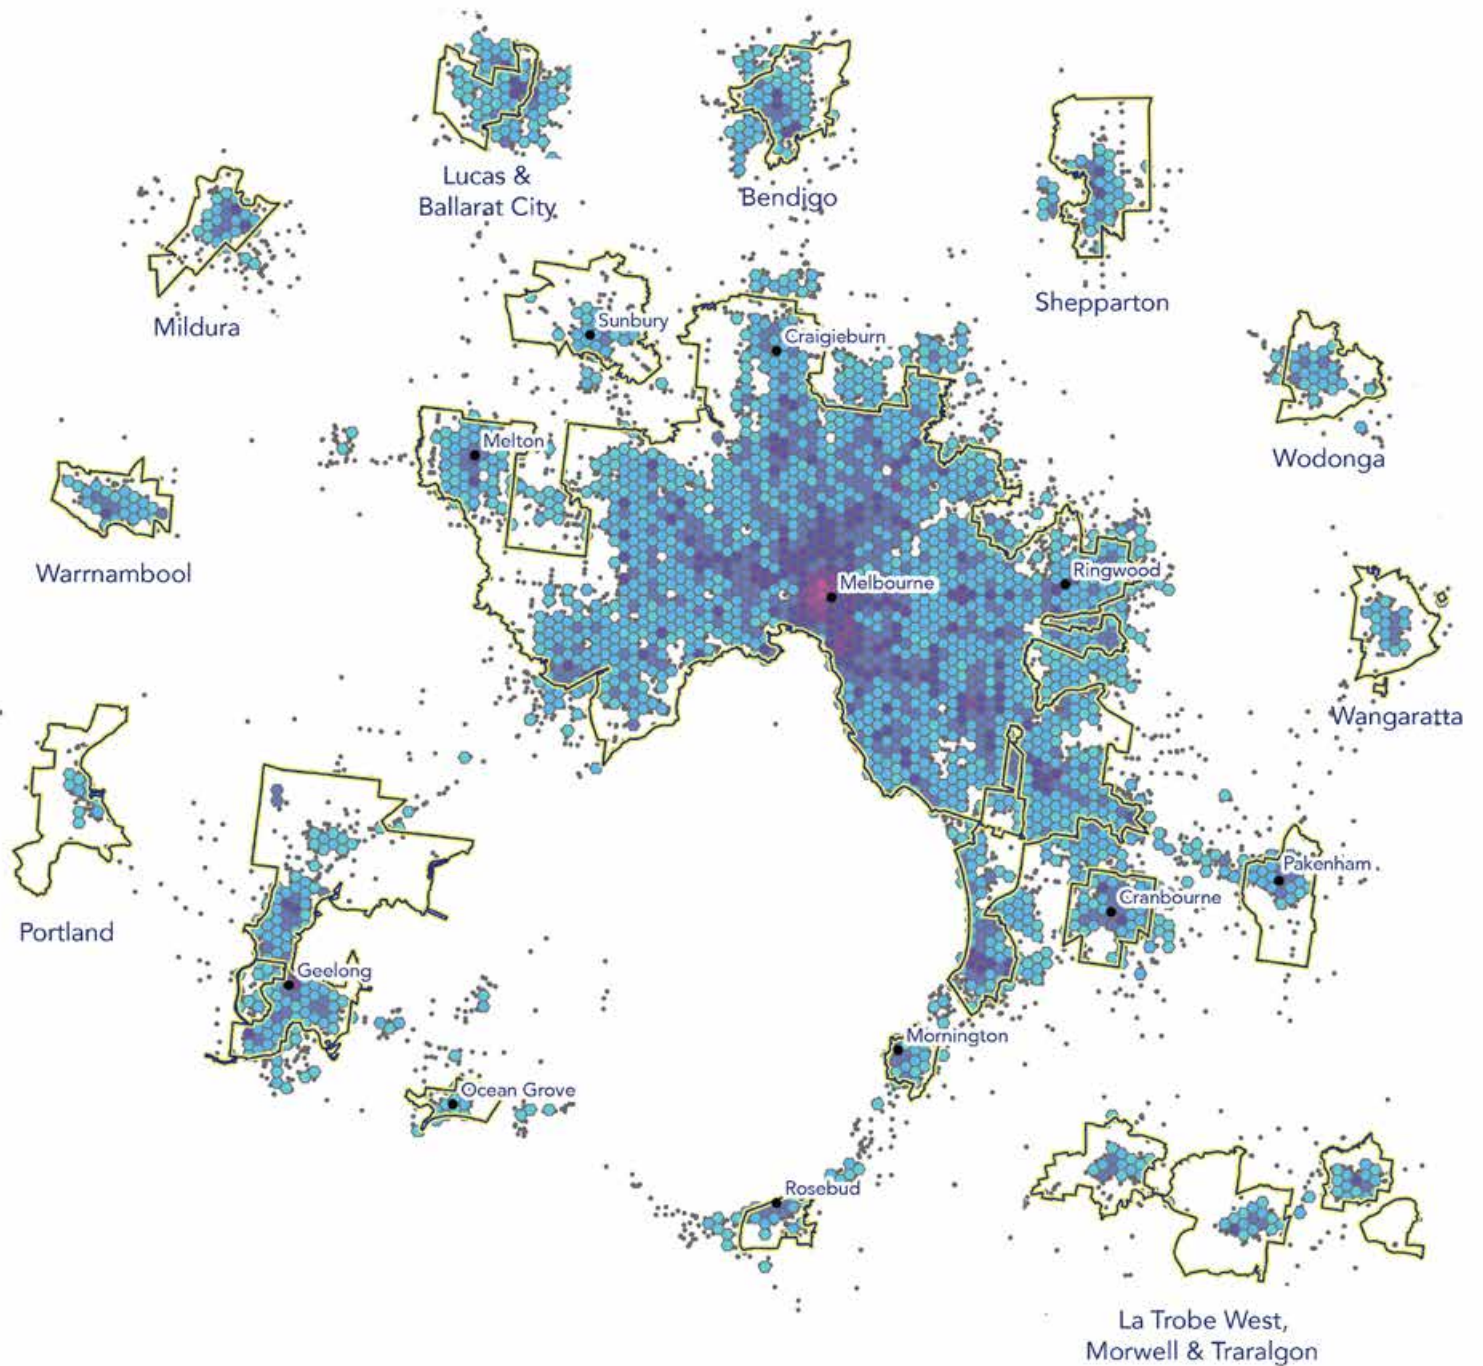 Lucas &
Ballarat City
Bendigo
Mildura
Shepparton
Sunbury
Craigieburn
Melton
Wodonga
Warrnambool
Melbourne
Ringwood
Wangaratta
Pakenham
Cranbourne
Portland
Geelong
Mornington
Ocean Grove
Rosebud
La Trobe West,
Morwell & Traralgon